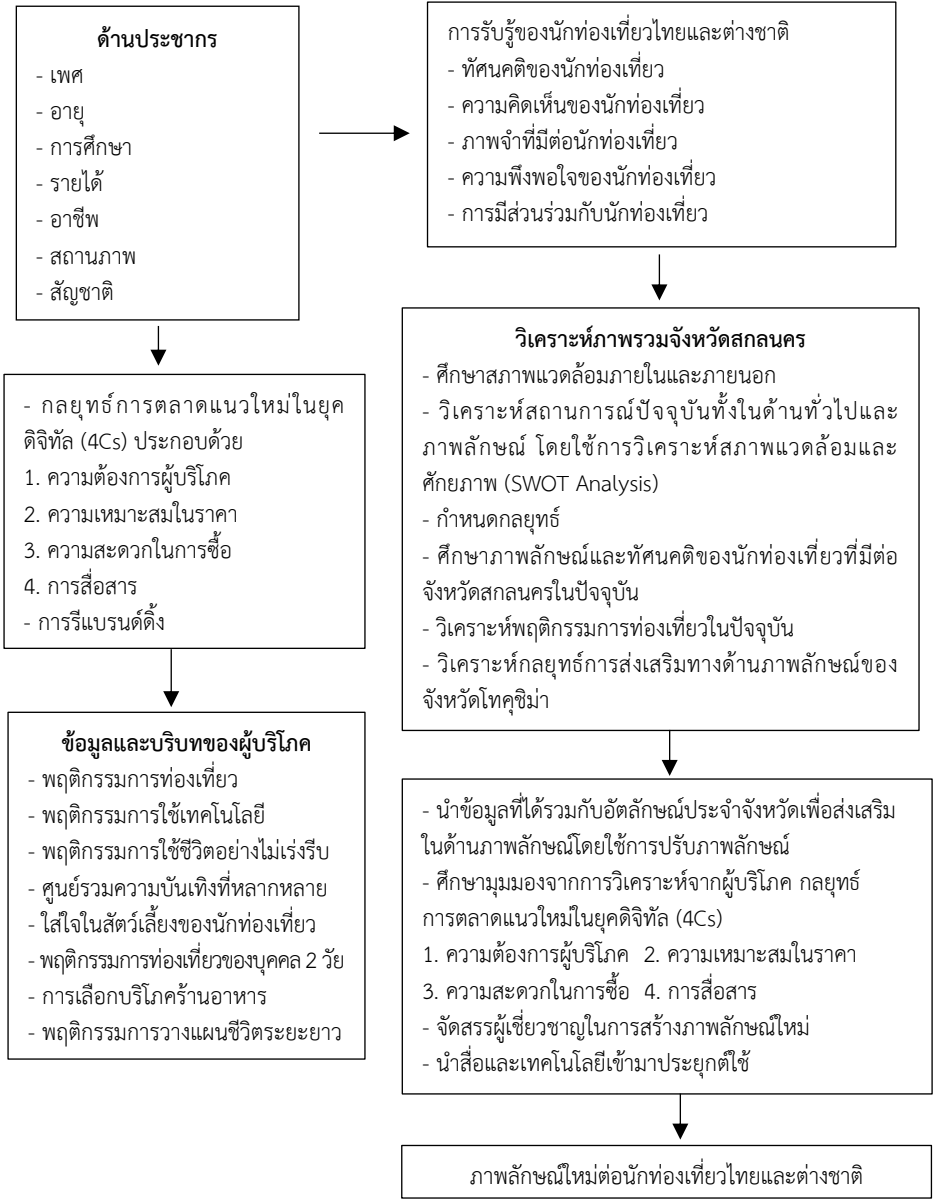 ด้านประชากร
- เพศ
- อายุ
- การศึกษา
- รายได้
- อาชีพ
- สถานภาพ
- สัญชาติ
การรับรู้ของนักท่องเที่ยวไทยและต่างชาติ
- ทัศนคติของนักท่องเที่ยว
- ความคิดเห็นของนักท่องเที่ยว
- ภาพจำที่มีต่อนักท่องเที่ยว
- ความพึงพอใจของนักท่องเที่ยว
- การมีส่วนร่วมกับนักท่องเที่ยว
- กลยุทธ์การตลาดแนวใหม่ในยุค
ดิจิทัล (4Cs) ประกอบด้วย
1. ความต้องการผู้บริโภค
2. ความเหมาะสมในราคา
3. ความสะดวกในการซื้อ
4. การสื่อสาร
- การรีแบรนด์ดิ้ง
วิเคราะห์ภาพรวมจังหวัดสกลนคร
- ศึกษาสภาพแวดล้อมภายในและภายนอก
- วิเคราะห์สถานการณ์ปัจจุบันทั้งในด้านทั่วไปและ
ภาพลักษณ์ โดยใช้การวิเคราะห์สภาพแวดล้อมและ
ศักยภาพ (SWOT Analysis)
- กำหนดกลยุทธ์
- ศึกษาภาพลักษณ์และทัศนคติของนักท่องเที่ยวที่มีต่อ
จังหวัดสกลนครในปัจจุบัน
- วิเคราะห์พฤติกรรมการท่องเที่ยวในปัจจุบัน
- วิเคราะห์กลยุทธ์การส่งเสริมทางด้านภาพลักษณ์ของ
จังหวัดโทคุชิม่า
ข้อมูลและบริบทของผู้บริโภค
- พฤติกรรมการท่องเที่ยว
- พฤติกรรมการใช้เทคโนโลยี
- พฤติกรรมการใช้ชีวิตอย่างไม่เร่งรีบ
- ศูนย์รวมความบันเทิงที่หลากหลาย
- ใส่ใจในสัตว์เลี้ยงของนักท่องเที่ยว
- พฤติกรรมการท่องเที่ยวของบุคคล 2 วัย
- การเลือกบริโภคร้านอาหาร
- พฤติกรรมการวางแผนชีวิตระยะยาว
- นำข้อมูลที่ได้รวมกับอัตลักษณ์ประจำจังหวัดเพื่อส่งเสริม
ในด้านภาพลักษณ์โดยใช้การปรับภาพลักษณ์
- ศึกษามุมมองจากการวิเคราะห์จากผู้บริโภค กลยุทธ์
การตลาดแนวใหม่ในยุคดิจิทัล (4Cs)
1. ความต้องการผู้บริโภค 2. ความเหมาะสมในราคา
3. ความสะดวกในการซื้อ 4. การสื่อสาร
- จัดสรรผู้เชี่ยวชาญในการสร้างภาพลักษณ์ใหม่
- นำสื่อและเทคโนโลยีเข้ามาประยุกต์ใช้
ภาพลักษณ์ใหม่ต่อนักท่องเที่ยวไทยและต่างชาติ